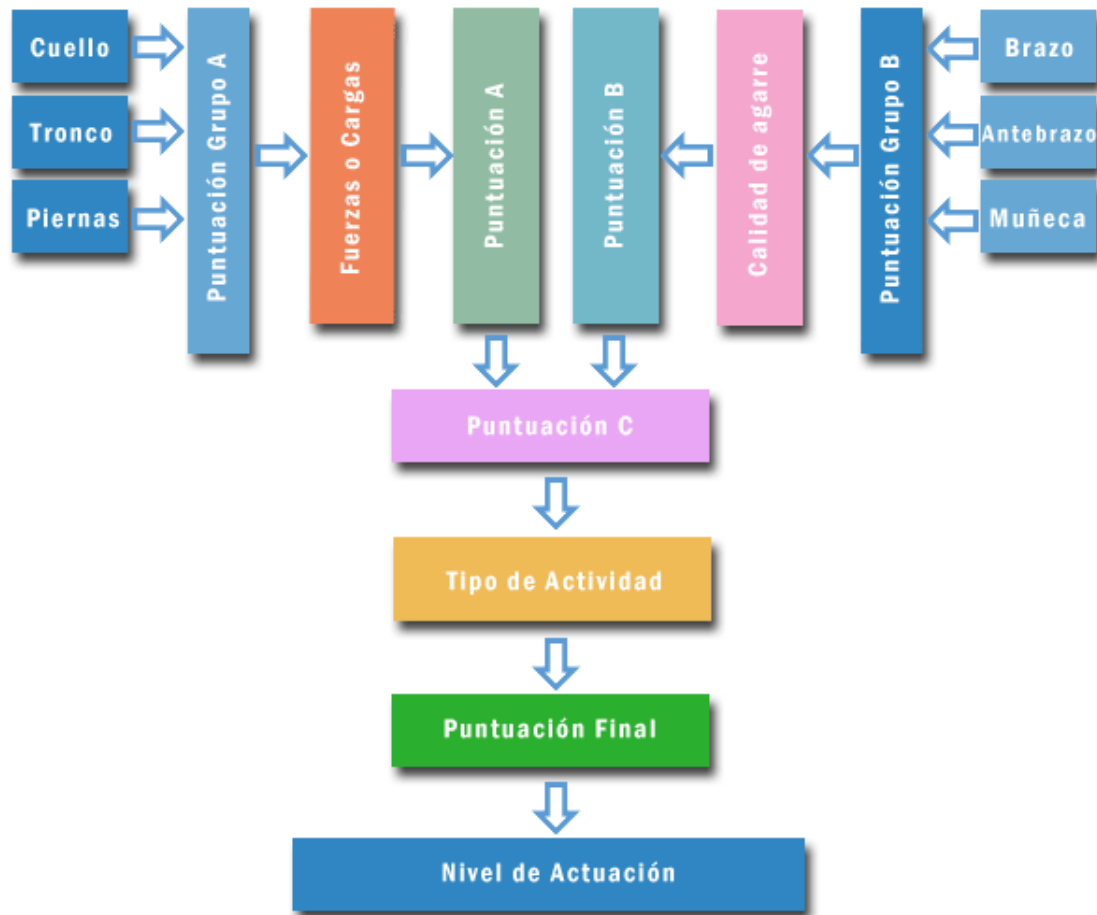 Cuello
Tronco
Piernas
Puntuación Grupo A
Fuerzas o Cargas
Puntuación A
Puntuación B
Calidad de agarre
Puntuación Grupo B
Brazo
Antebrazo
Muñeca
Puntuación C
Tipo de Actividad
Puntuación Final
Nivel de Actuación